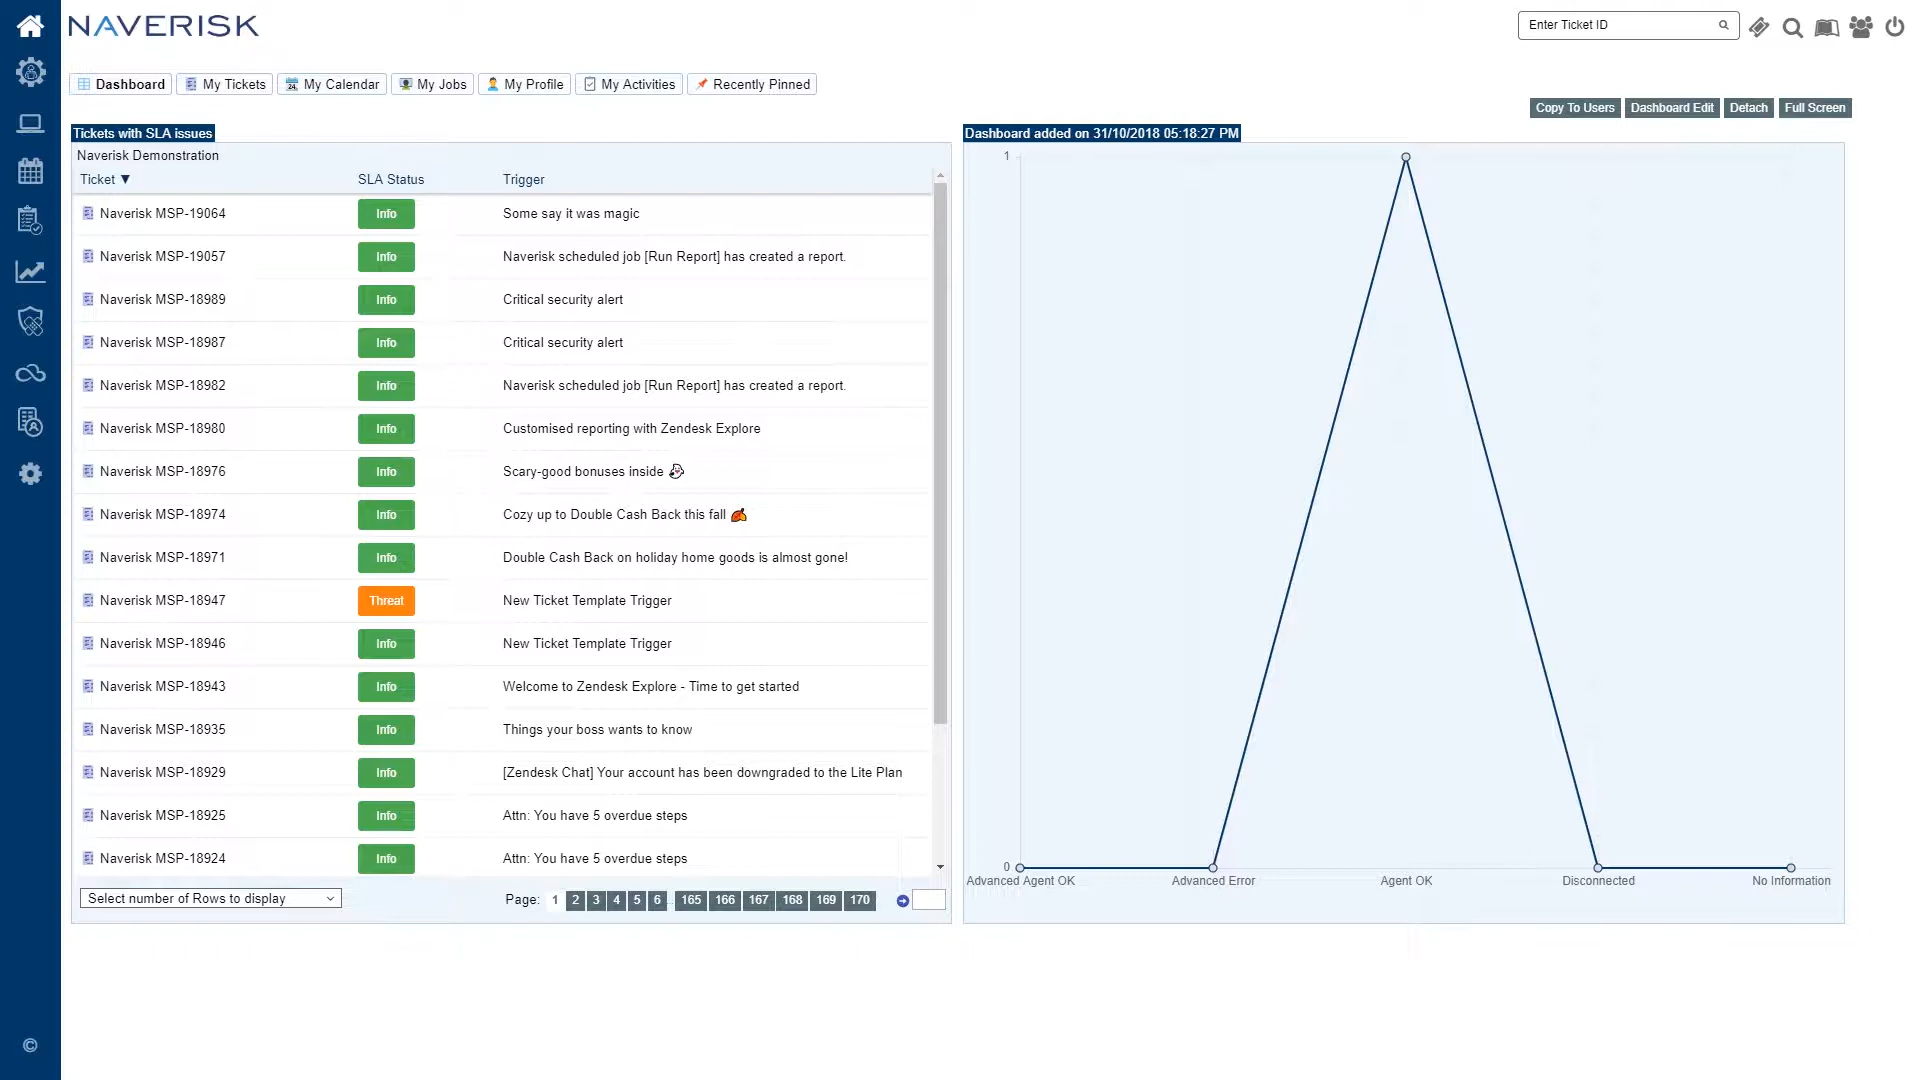 NAVERISK
Enter Ticket ID
Dashboard My Tickets My Calendar My Jobs My Profile My Activities Recently Pinned
Copy To Users Dashboard Edit Detach Full Screen
Tickets with SLA issues
Naverisk Demonstration
Ticket ▼ SLA Status Trigger
Naverisk MSP-19064 Info Some say it was magic
Naverisk MSP-19057 Info Naverisk scheduled job [Run Report] has created a report.
Naverisk MSP-18989 Info Critical security alert
Naverisk MSP-18987 Info Critical security alert
Naverisk MSP-18982 Info Naverisk scheduled job [Run Report] has created a report.
Naverisk MSP-18980 Info Customised reporting with Zendesk Explore
Naverisk MSP-18976 Info Scary-good bonuses inside 👻
Naverisk MSP-18974 Info Cozy up to Double Cash Back this fall 🍂
Naverisk MSP-18971 Info Double Cash Back on holiday home goods is almost gone!
Naverisk MSP-18947 Threat New Ticket Template Trigger
Naverisk MSP-18946 Info New Ticket Template Trigger
Naverisk MSP-18943 Info Welcome to Zendesk Explore - Time to get started
Naverisk MSP-18935 Info Things your boss wants to know
Naverisk MSP-18929 Info [Zendesk Chat] Your account has been downgraded to the Lite Plan
Naverisk MSP-18925 Info Attn: You have 5 overdue steps
Naverisk MSP-18924 Info Attn: You have 5 overdue steps
Select number of Rows to display Page: 1 2 3 4 5 6 165 166 167 168 169 170
Dashboard added on 31/10/2018 05:18:27 PM
1
0
Advanced Agent OK Advanced Error Agent OK Disconnected No Information
©